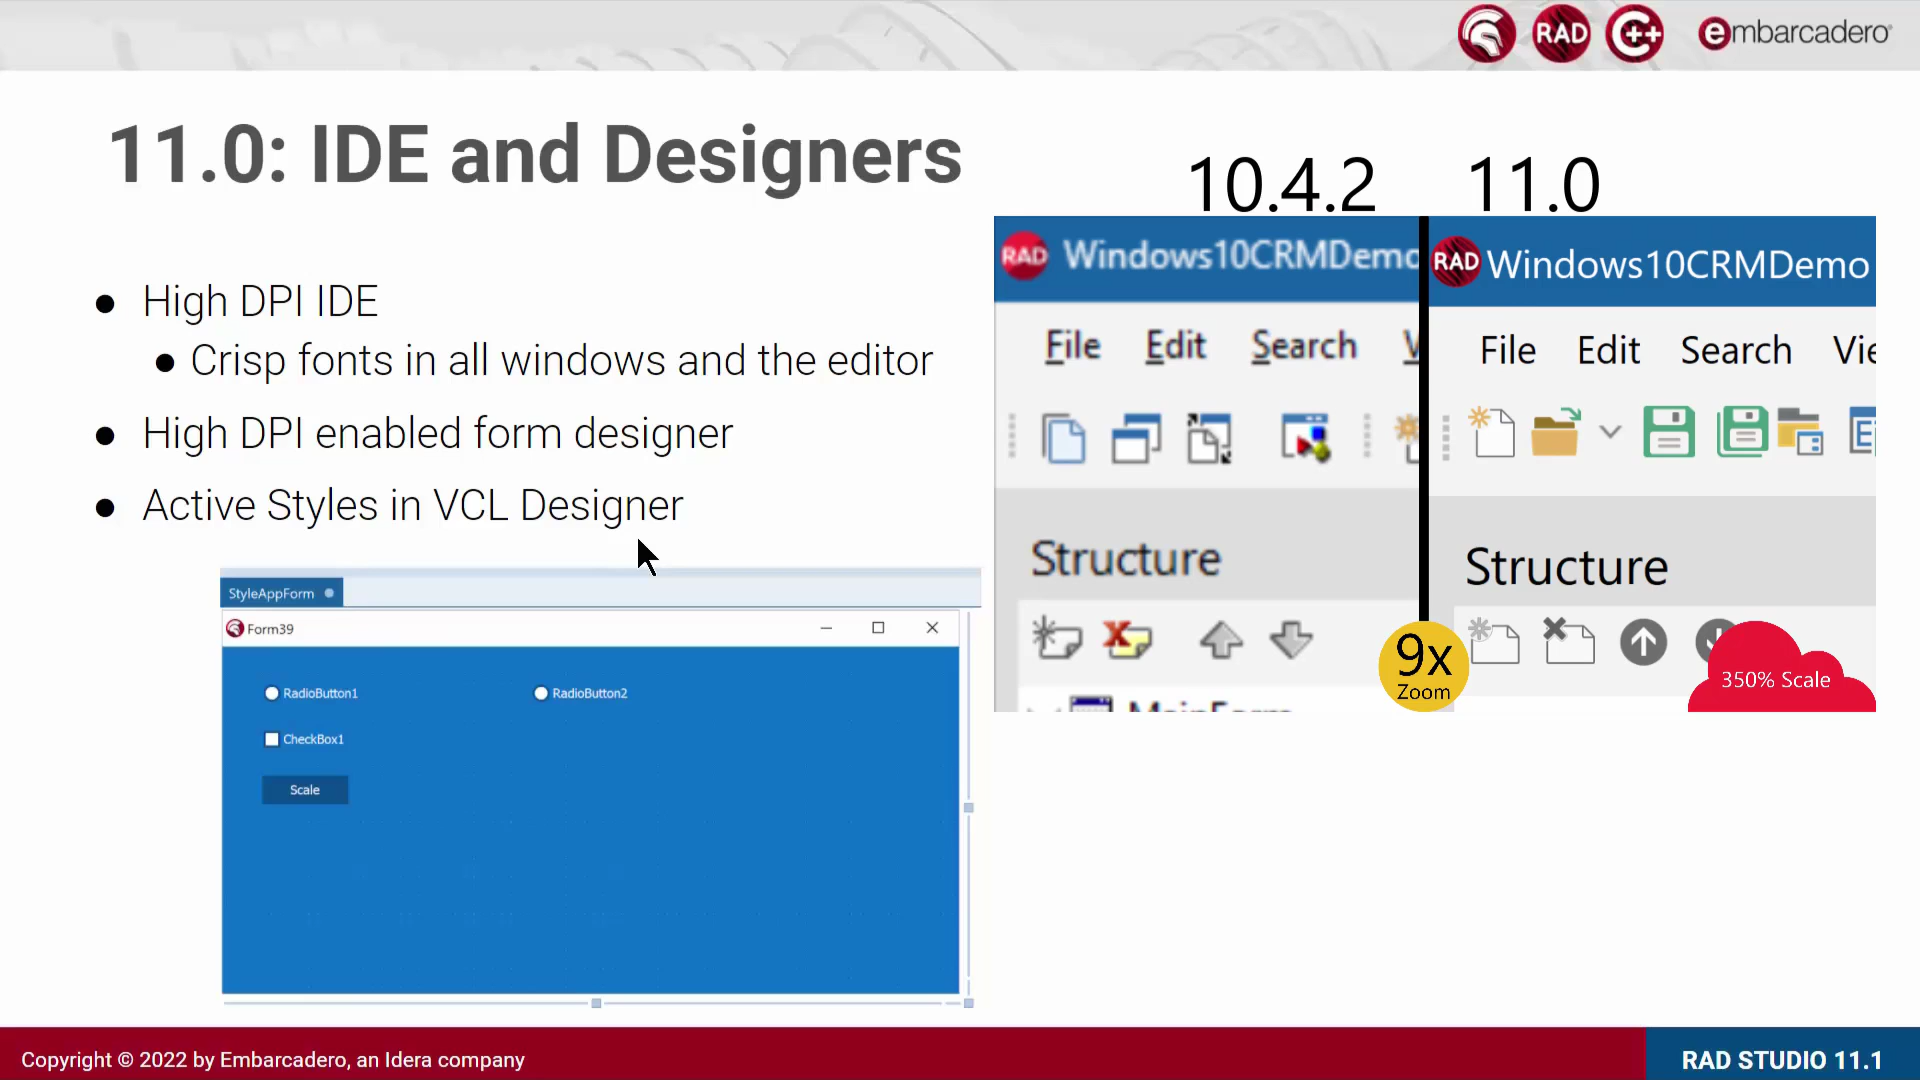 RAD
C++
embarcadero
11.0: IDE and Designers
10.4.2
11.0
High DPI IDE
Crisp fonts in all windows and the editor
High DPI enabled form designer
Active Styles in VCL Designer
RAD Windows10CRMDemo
File Edit Search
Structure
RAD Windows10CRMDemo
File Edit Search Vie
Structure
9x
Zoom
350% Scale
StyleAppForm
Form39
RadioButton1 RadioButton2
CheckBox1
Scale
Copyright © 2022 by Embarcadero, an Idera company
RAD STUDIO 11.1